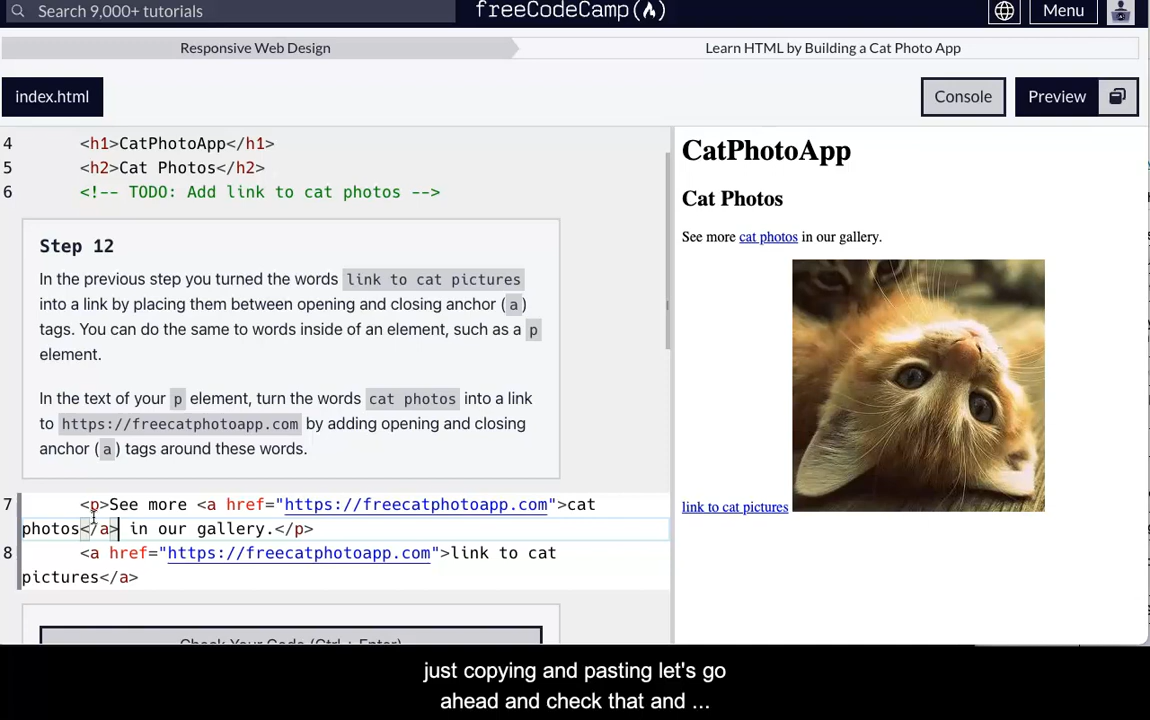 Search 9,000+ tutorials
freeCodeCamp
Menu
Responsive Web Design
Learn HTML by Building a Cat Photo App
index.html
Console
Preview
4 <h1>CatPhotoApp</h1>
5 <h2>Cat Photos</h2>
6 <!-- TODO: Add link to cat photos -->
Step 12
In the previous step you turned the words link to cat pictures
into a link by placing them between opening and closing anchor (a)
tags. You can do the same to words inside of an element, such as a p
element.
In the text of your p element, turn the words cat photos into a link
to https://freecatphotoapp.com by adding opening and closing
anchor (a) tags around these words.
7 <p>See more <a href="https://freecatphotoapp.com">cat
photos</a> in our gallery.</p>
8 <a href="https://freecatphotoapp.com">link to cat
pictures</a>
Check Your Code (Ctrl + Enter)
CatPhotoApp
Cat Photos
See more cat photos in our gallery.
link to cat pictures
just copying and pasting let's go
ahead and check that and ...